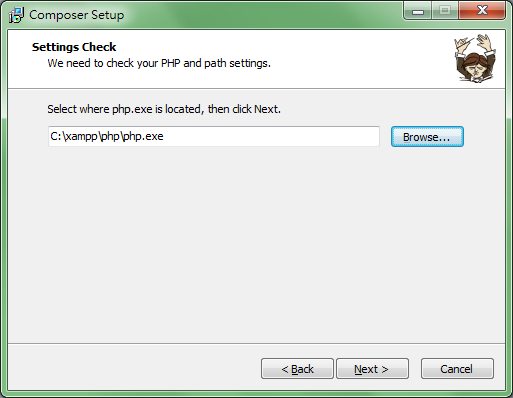 Composer Setup
Settings Check
We need to check your PHP and path settings.
Select where php.exe is located, then click Next.
C:\xampp\php\php.exe
Browse...
< Back
Next >
Cancel